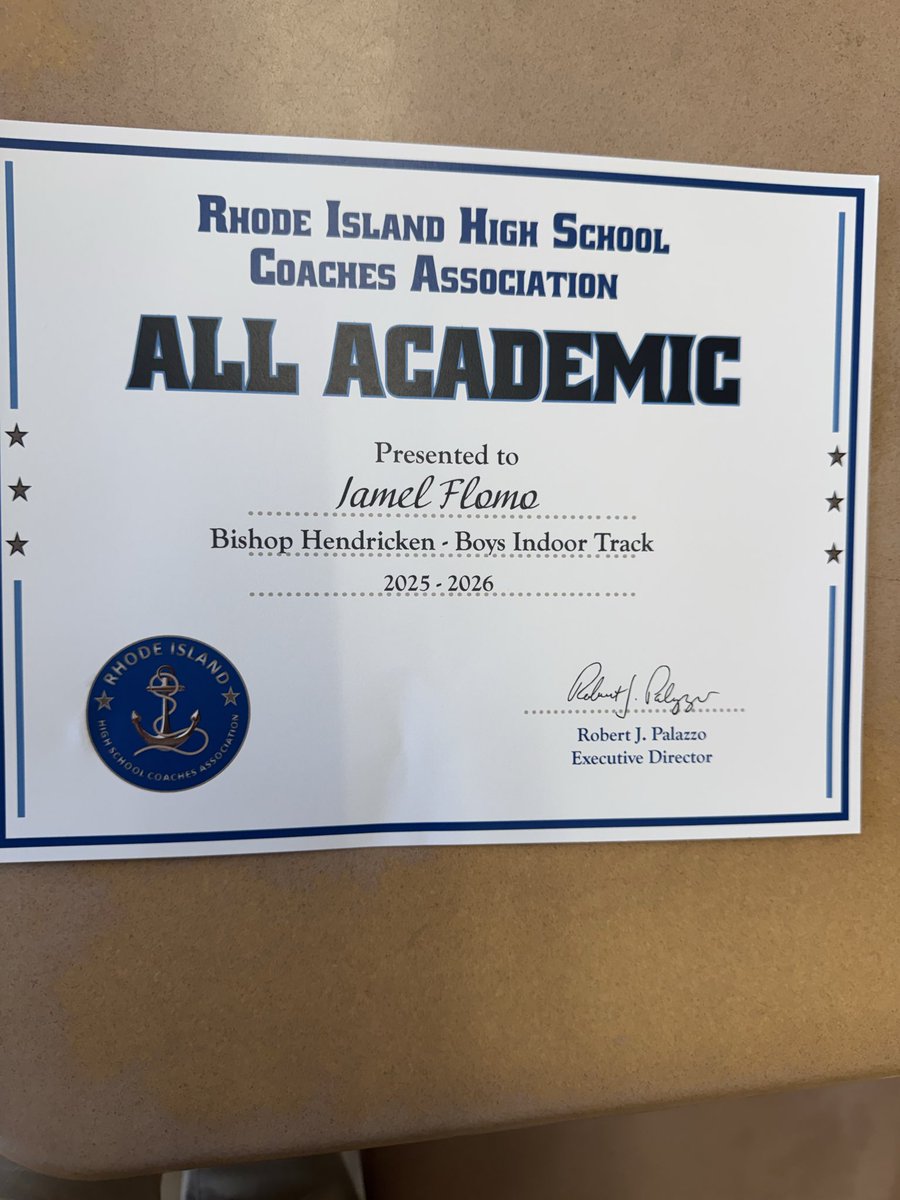 Rhode Island High School
Coaches Association
ALL ACADEMIC
Presented to
Jamel Flomo
Bishop Hendricken - Boys Indoor Track
2025 - 2026
RHODE ISLAND
HIGH SCHOOL COACHES ASSOCIATION
Robert J. Palazzo
Robert J. Palazzo
Executive Director